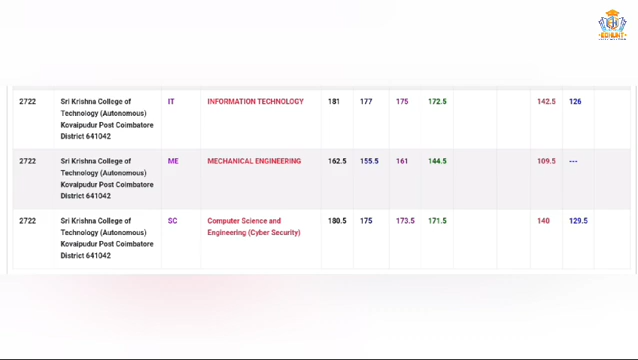 2722 Sri Krishna College of IT INFORMATION TECHNOLOGY 181 177 175 172.5 142.5 126
Technology (Autonomous)
Kovaipudur Post Coimbatore
District 641042
2722 Sri Krishna College of ME MECHANICAL ENGINEERING 162.5 155.5 161 144.5 109.5 ---
Technology (Autonomous)
Kovaipudur Post Coimbatore
District 641042
2722 Sri Krishna College of SC Computer Science and 180.5 175 173.5 171.5 140 129.5
Technology (Autonomous) Engineering (Cyber Security)
Kovaipudur Post Coimbatore
District 641042